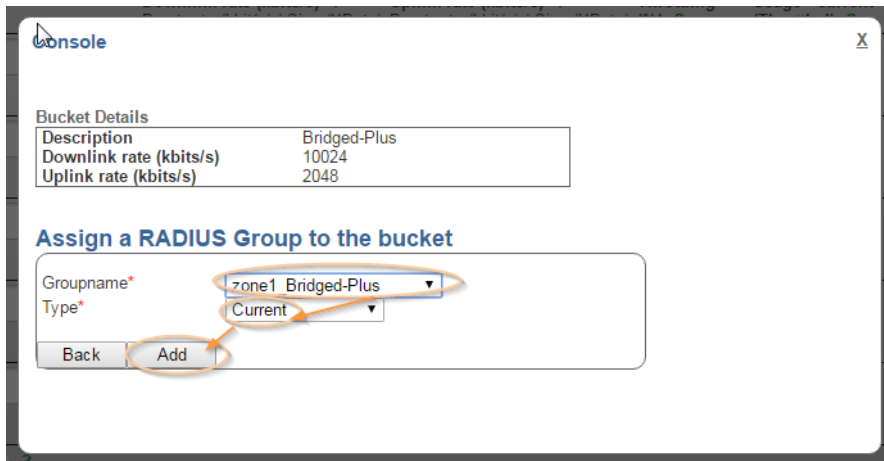 Console X
Bucket Details
Description Bridged-Plus
Downlink rate (kbits/s) 10024
Uplink rate (kbits/s) 2048
Assign a RADIUS Group to the bucket
Groupname* zone1_Bridged-Plus
Type* Current
Back Add